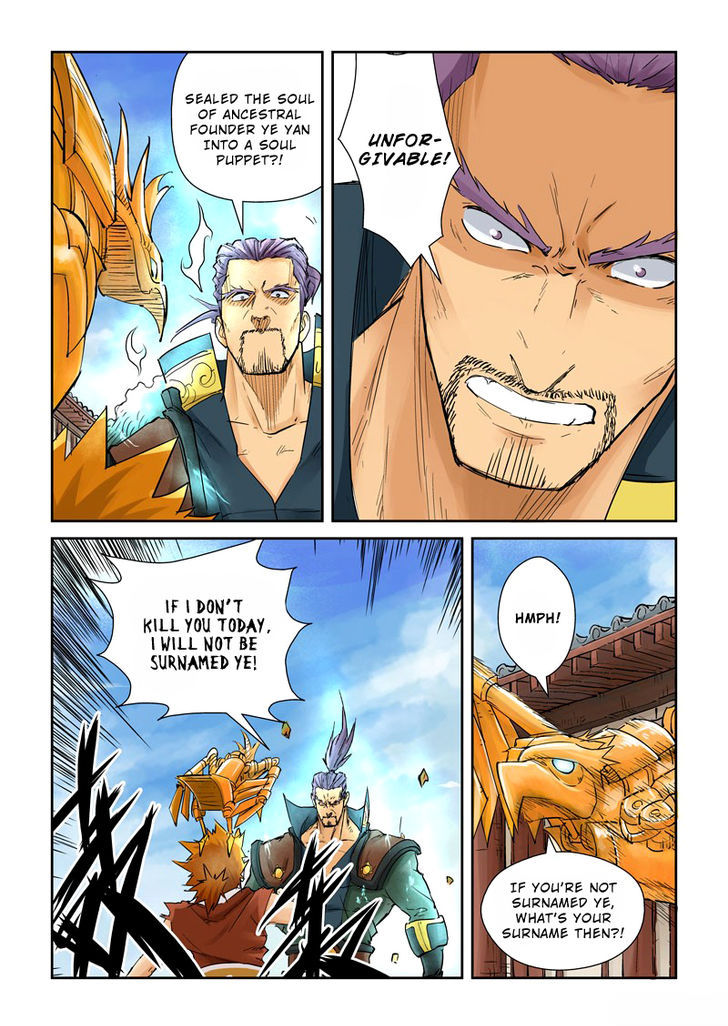 SEALED THE SOUL
OF ANCESTRAL
FOUNDER YE YAN
INTO A SOUL
PUPPET?!
UNFOR-
GIVABLE!
IF I DON'T
KILL YOU TODAY,
I WILL NOT BE
SURNAMED YE!
HMPH!
IF YOU'RE NOT
SURNAMED YE,
WHAT'S YOUR
SURNAME THEN?!